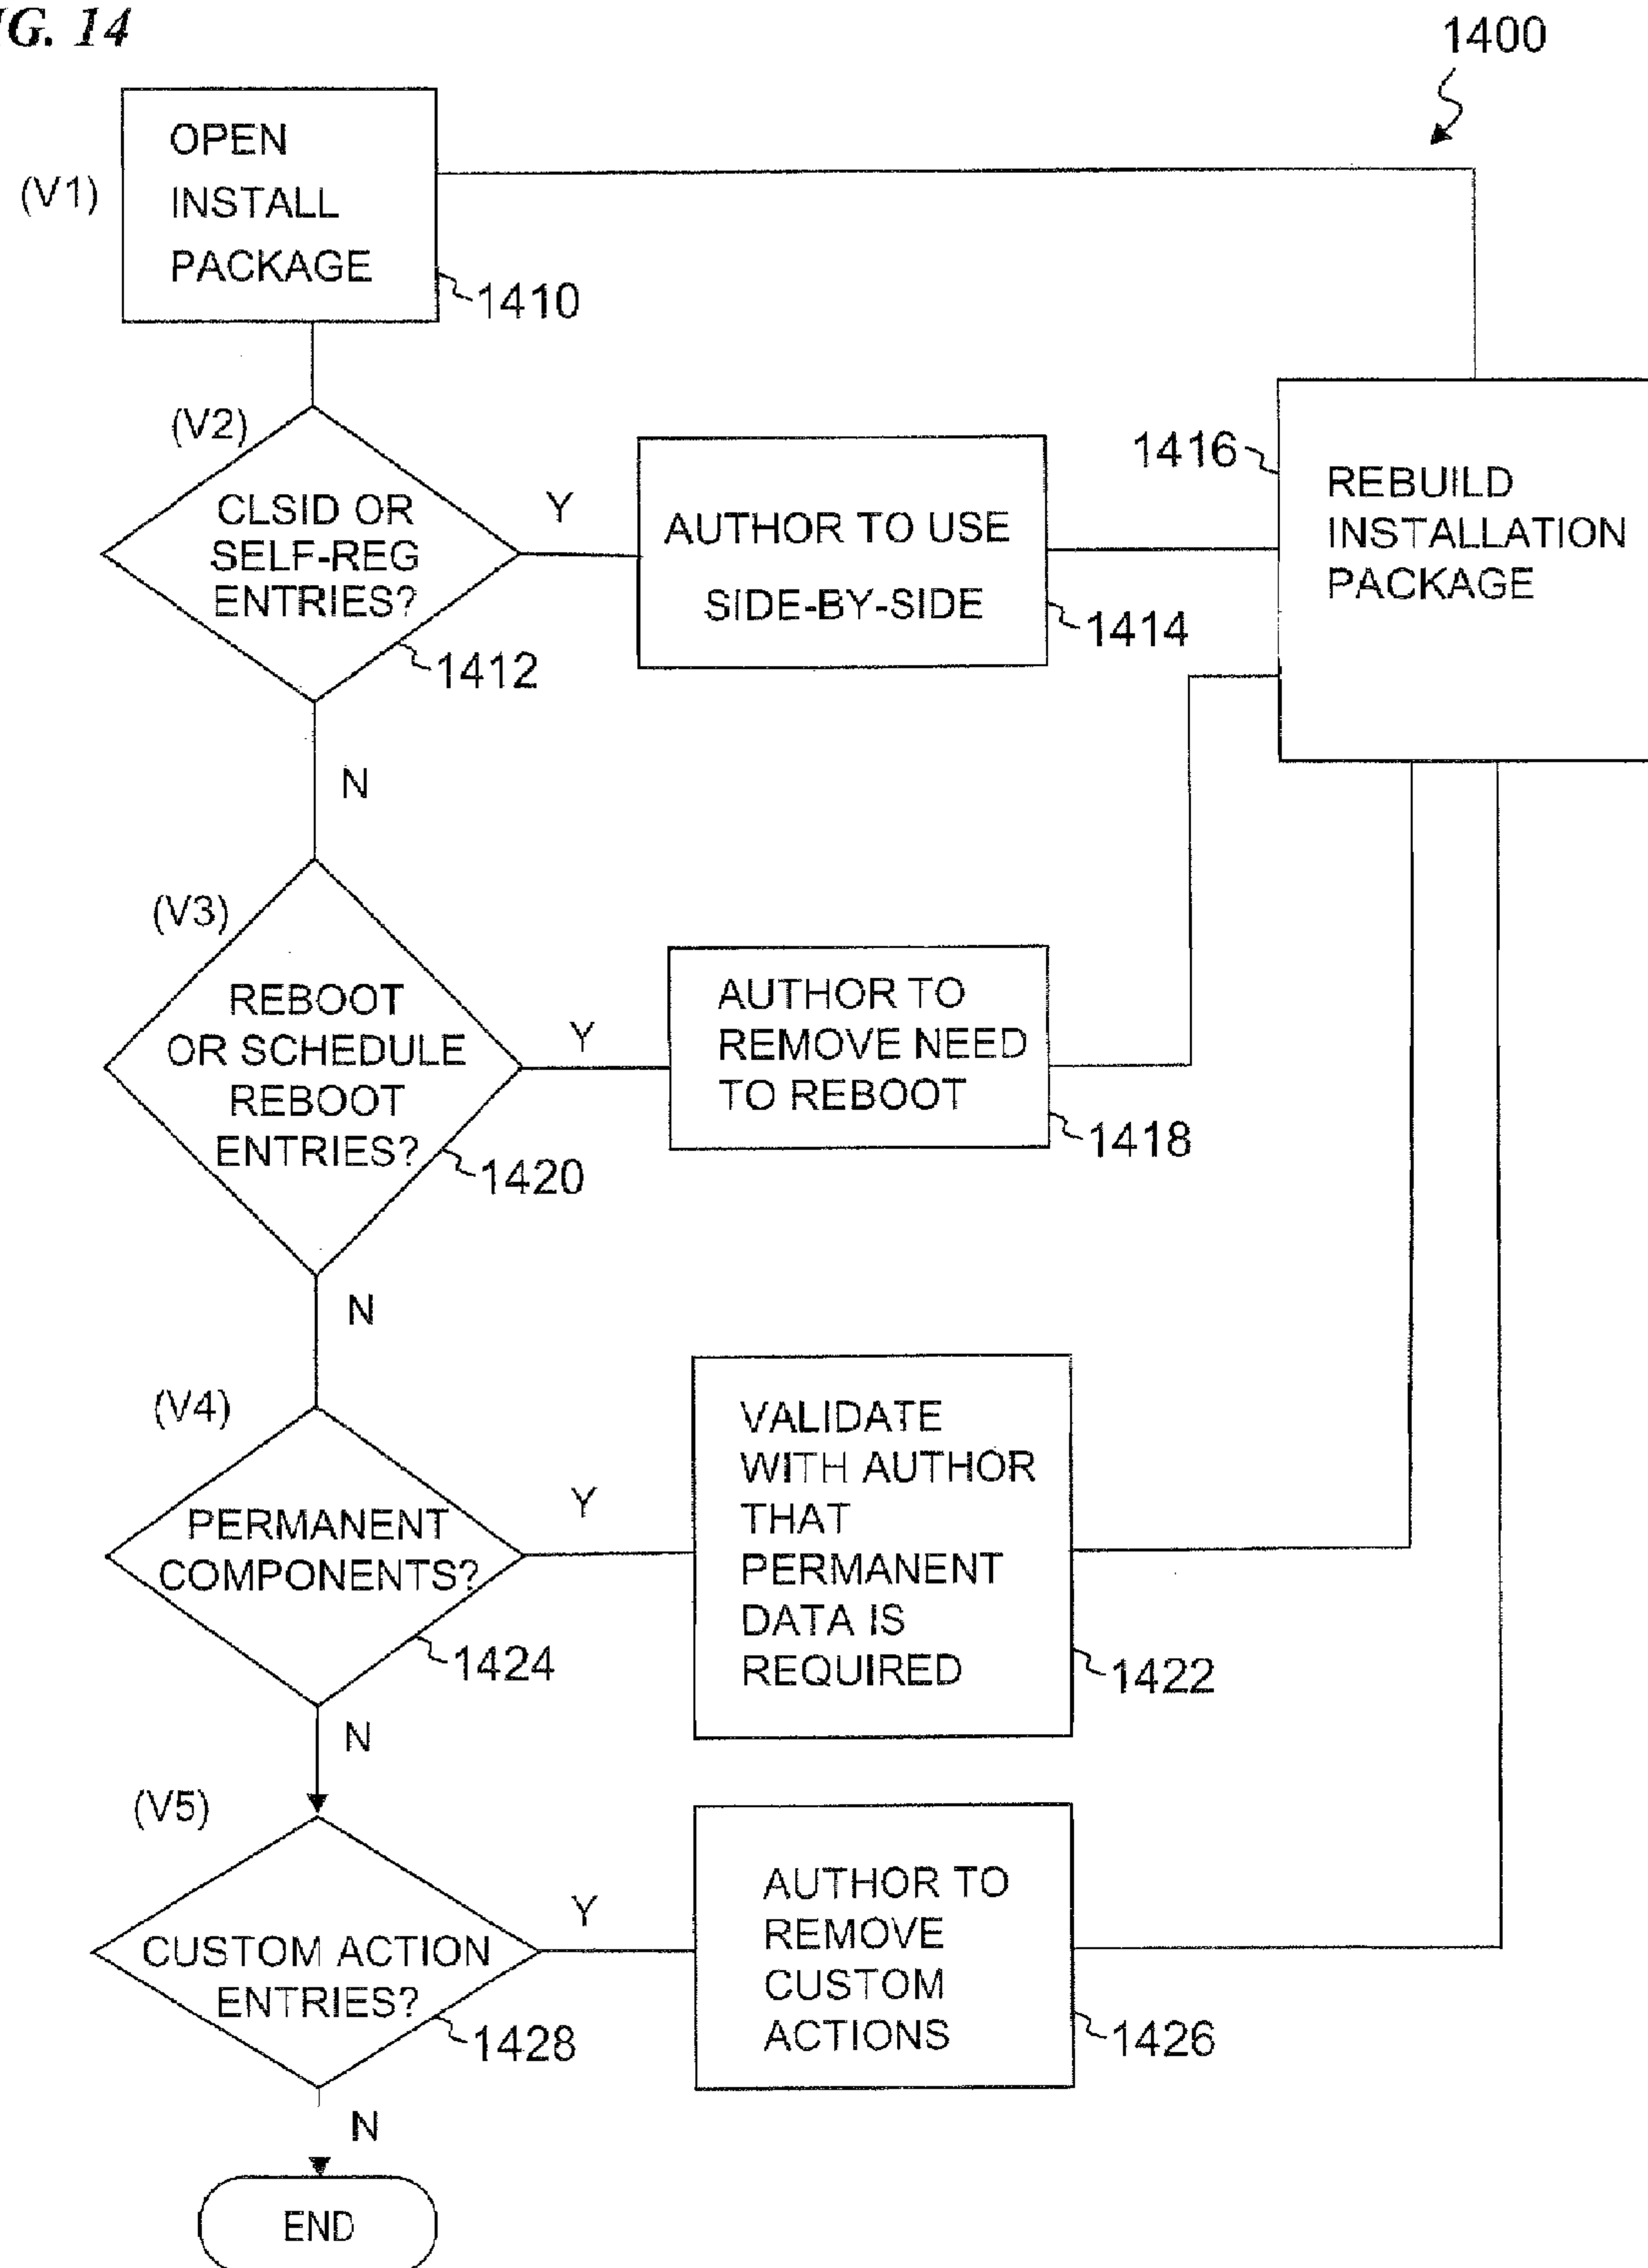 IG. 14
1400
(V1)
OPEN
INSTALL
PACKAGE
1410
(V2)
CLSID OR
SELF-REG
ENTRIES?
1412
Y
AUTHOR TO USE
SIDE-BY-SIDE
1414
1416
REBUILD
INSTALLATION
PACKAGE
N
(V3)
REBOOT
OR SCHEDULE
REBOOT
ENTRIES?
1420
Y
AUTHOR TO
REMOVE NEED
TO REBOOT
1418
N
(V4)
PERMANENT
COMPONENTS?
1424
Y
VALIDATE
WITH AUTHOR
THAT
PERMANENT
DATA IS
REQUIRED
1422
N
(V5)
CUSTOM ACTION
ENTRIES?
1428
Y
AUTHOR TO
REMOVE
CUSTOM
ACTIONS
1426
N
END